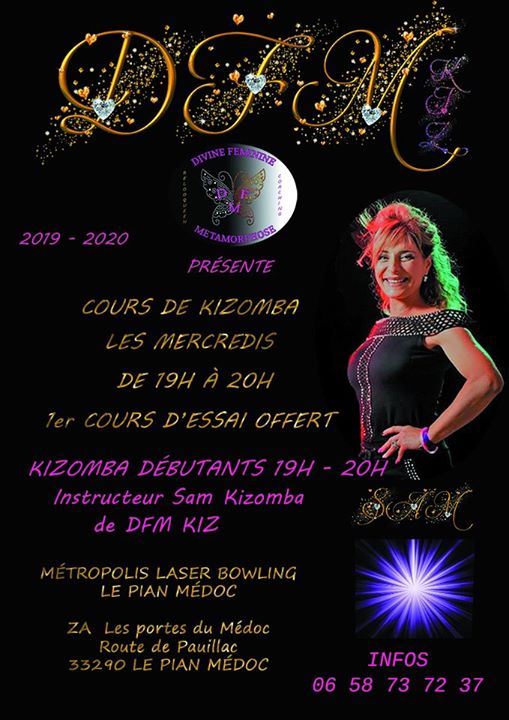 DFM
KIZ
DIVINE FEMININE
RELOOQUEEN
COACHING
D F
M
METAMORPHOSE
2019 - 2020
PRÉSENTE
COURS DE KIZOMBA
LES MERCREDIS
DE 19H À 20H
1er COURS D'ESSAI OFFERT
KIZOMBA DÉBUTANTS 19H - 20H
Instructeur Sam Kizomba
de DFM KIZ
SAM
MÉTROPOLIS LASER BOWLING
LE PIAN MÉDOC
ZA Les portes du Médoc
Route de Pauillac
33290 LE PIAN MÉDOC
INFOS
06 58 73 72 37